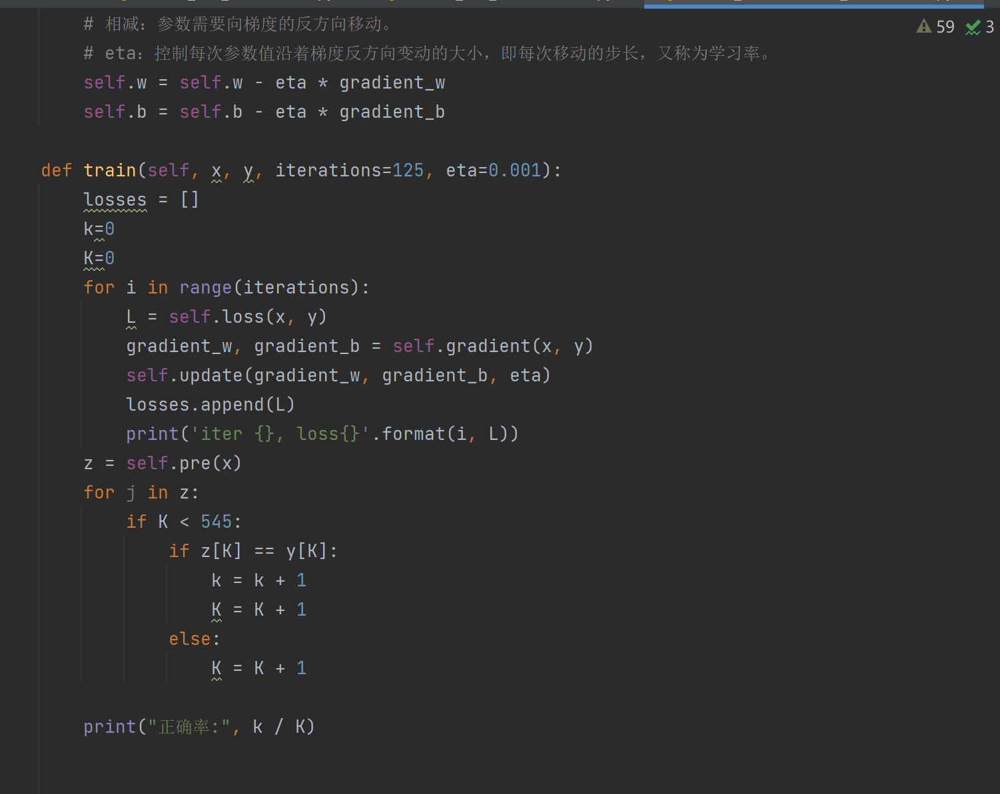 59 3
# 相减：参数需要向梯度的反方向移动。
# eta：控制每次参数值沿着梯度反方向变动的大小，即每次移动的步长，又称为学习率。
self.w = self.w - eta * gradient_w
self.b = self.b - eta * gradient_b
def train(self, x, y, iterations=125, eta=0.001):
losses = []
k=0
K=0
for i in range(iterations):
L = self.loss(x, y)
gradient_w, gradient_b = self.gradient(x, y)
self.update(gradient_w, gradient_b, eta)
losses.append(L)
print('iter {}, loss{}'.format(i, L))
z = self.pre(x)
for j in z:
if K < 545:
if z[K] == y[K]:
k = k + 1
K = K + 1
else:
K = K + 1
print("正确率:", k / K)